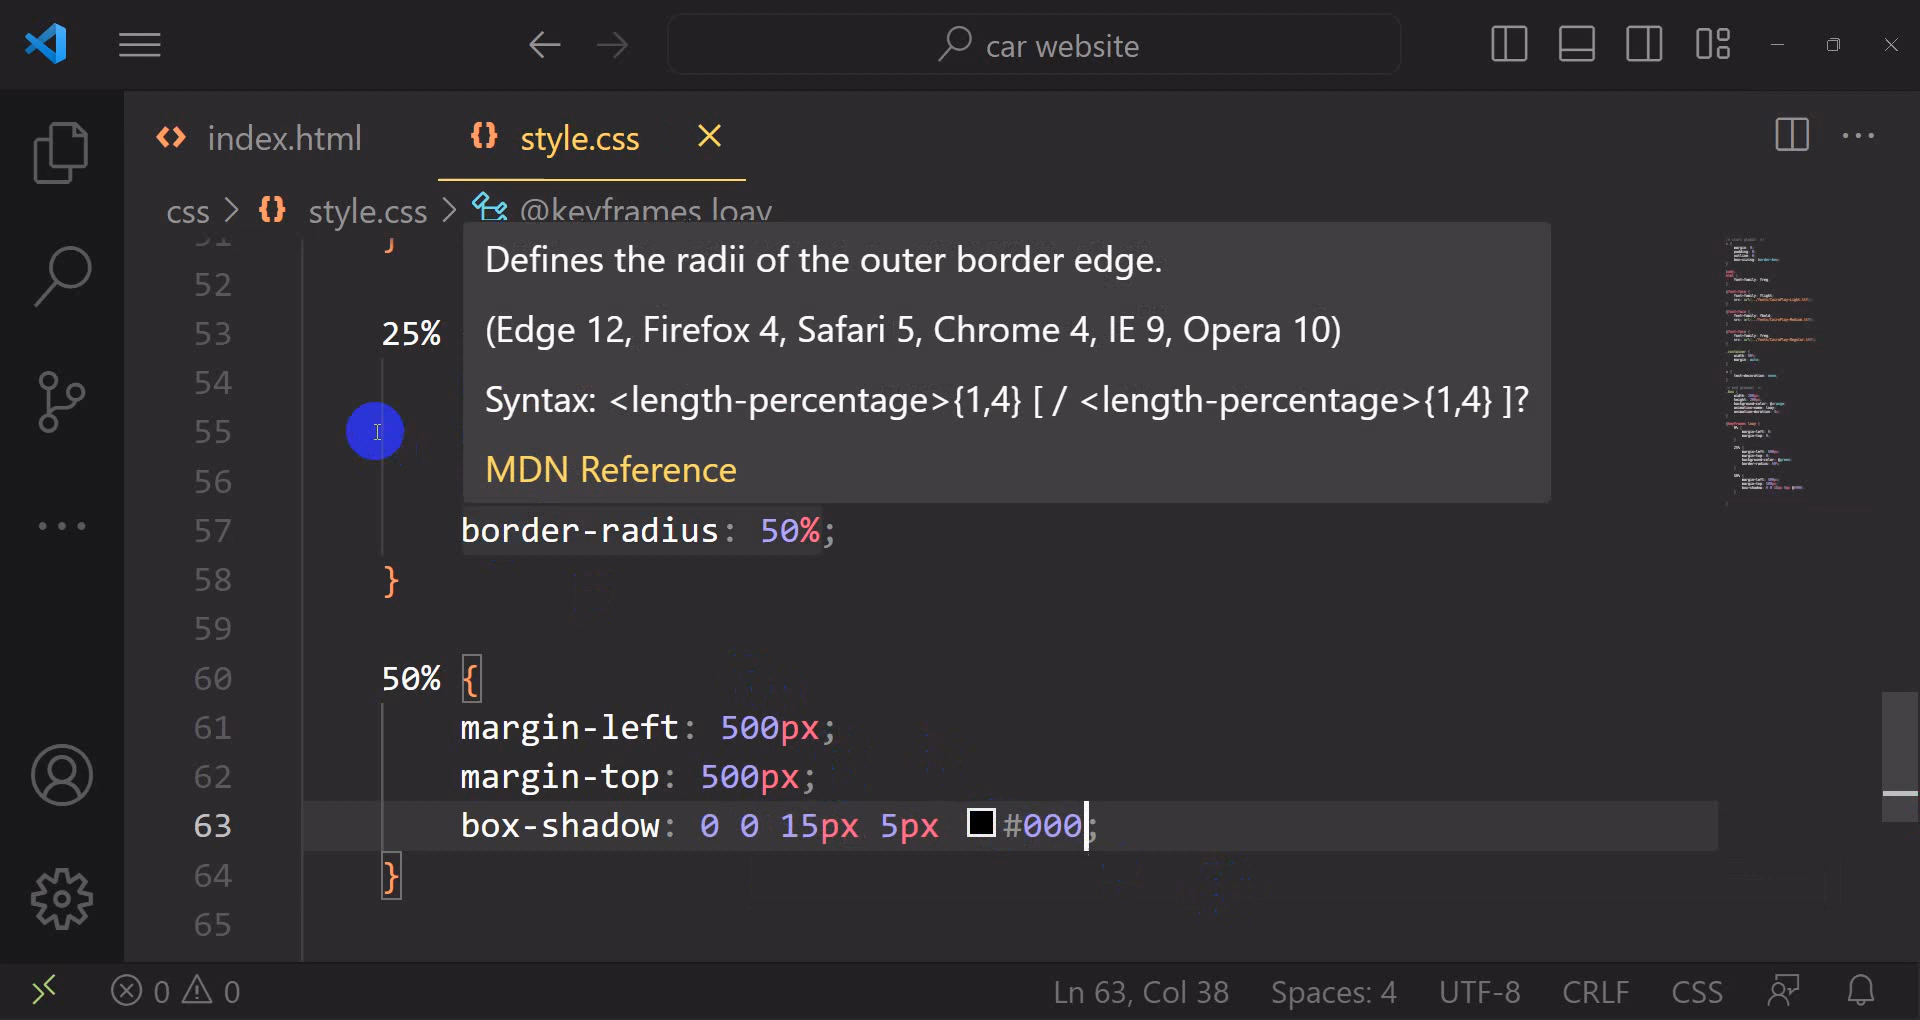 car website
index.html
style.css
css > style.css > @keyframes loay
51 }
52
53 25%
54
55
56
57 border-radius: 50%;
58 }
59
60 50% {
61 margin-left: 500px;
62 margin-top: 500px;
63 box-shadow: 0 0 15px 5px #000;
64 }
65
Defines the radii of the outer border edge.
(Edge 12, Firefox 4, Safari 5, Chrome 4, IE 9, Opera 10)
Syntax: <length-percentage>{1,4} [ / <length-percentage>{1,4} ]?
MDN Reference
0 0
Ln 63, Col 38
Spaces: 4
UTF-8
CRLF
CSS